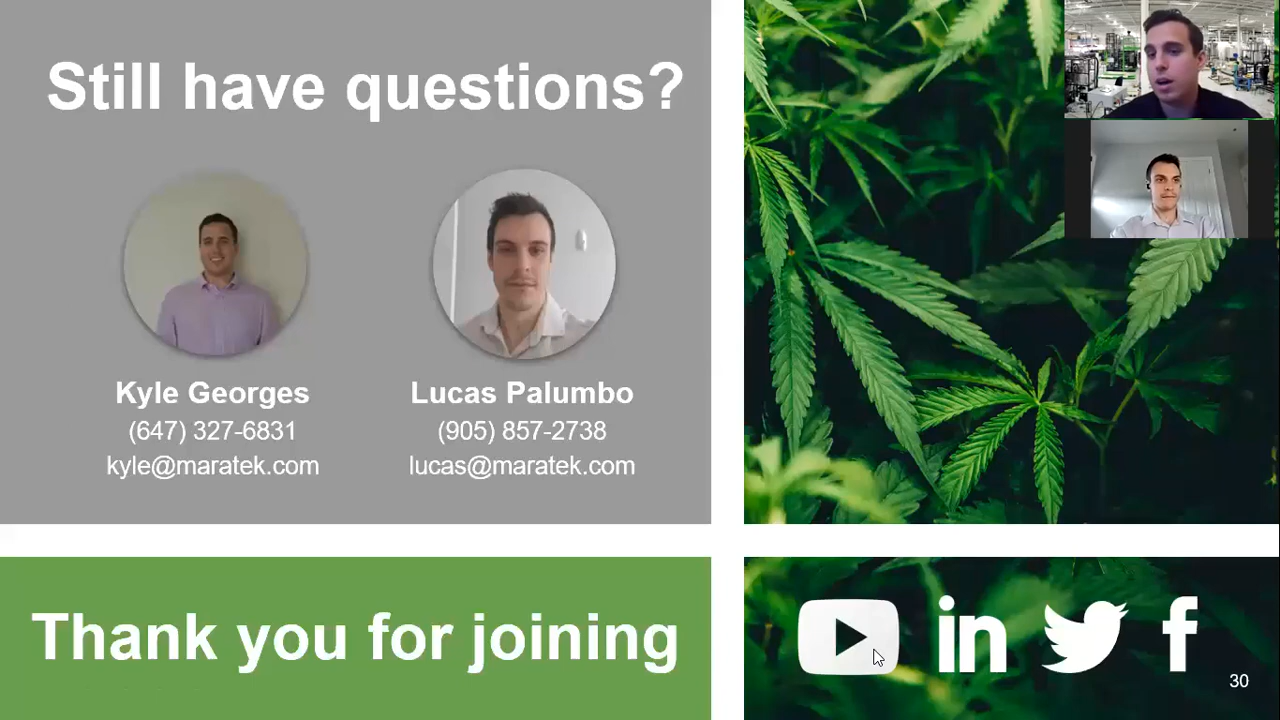 Still have questions?
Kyle Georges
(647) 327-6831
kyle@maratek.com
Lucas Palumbo
(905) 857-2738
lucas@maratek.com
Thank you for joining
in
f
30